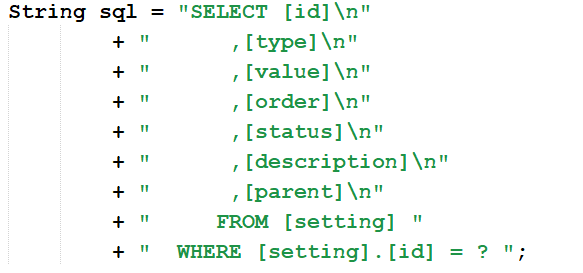 String sql = "SELECT [id]\n"
        + "      ,[type]\n"
        + "      ,[value]\n"
        + "      ,[order]\n"
        + "      ,[status]\n"
        + "      ,[description]\n"
        + "      ,[parent]\n"
        + "     FROM [setting] "
        + "  WHERE [setting].[id] = ? ";